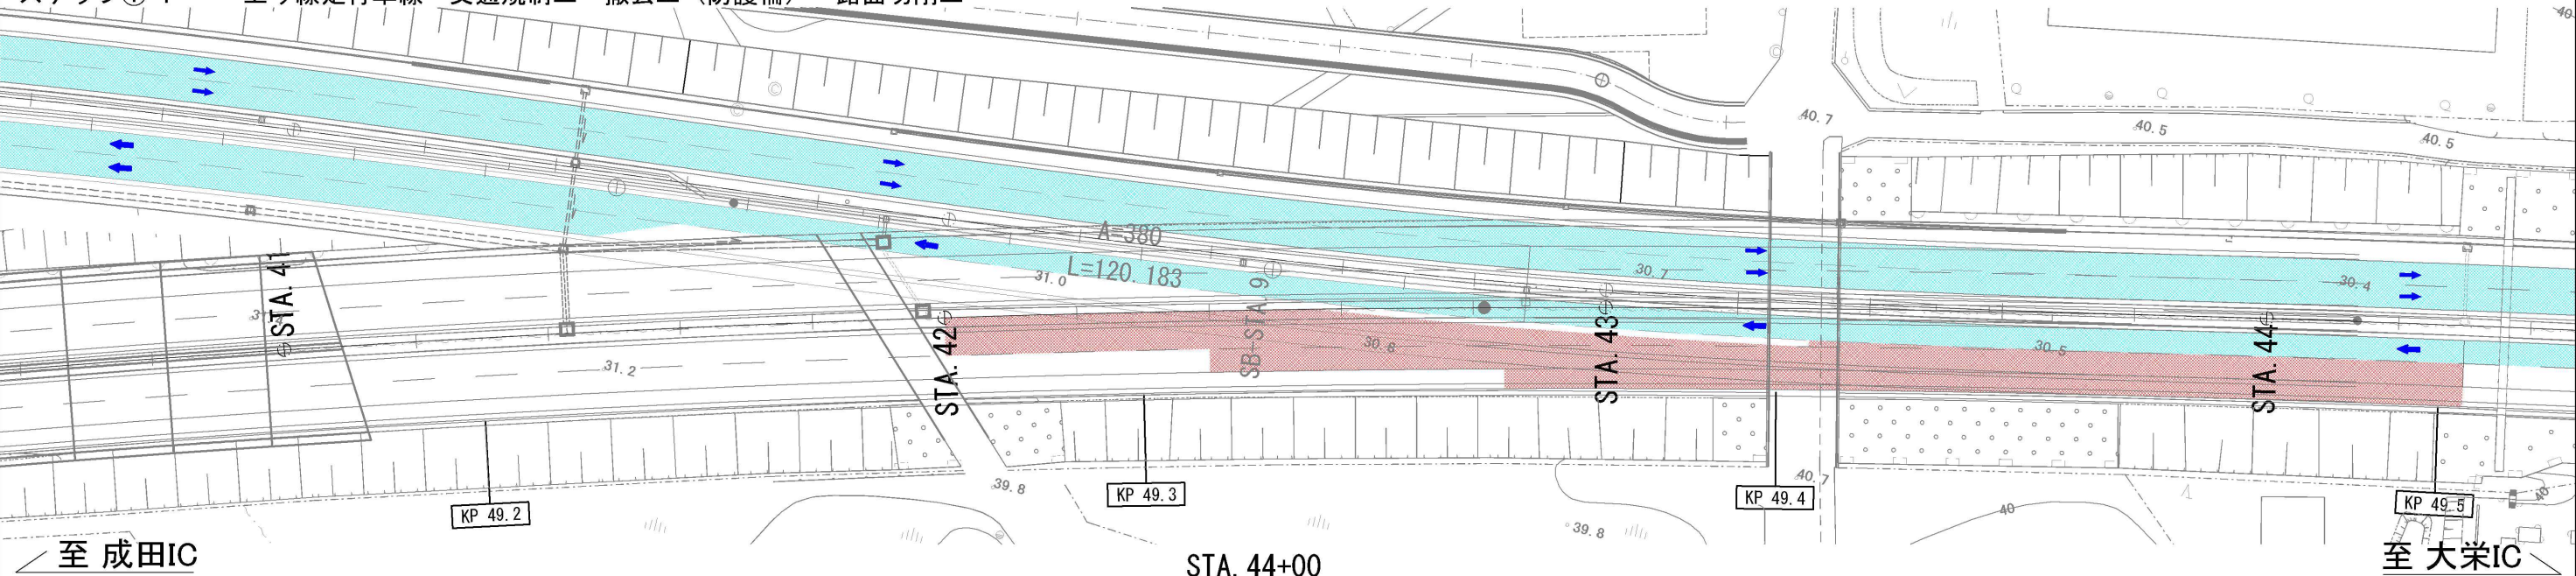 40.7
40.5
40.5
A=380
L=120.183
31.0
30.7
30.4
STA. 41
STA. 42
SB-STA. 9
STA. 43
STA. 44
30.8
30.5
31.2
39.8
40.7
39.8
40
40
KP 49.2
KP 49.3
KP 49.4
KP 49.5
至 成田IC
STA. 44+00
至 大栄IC